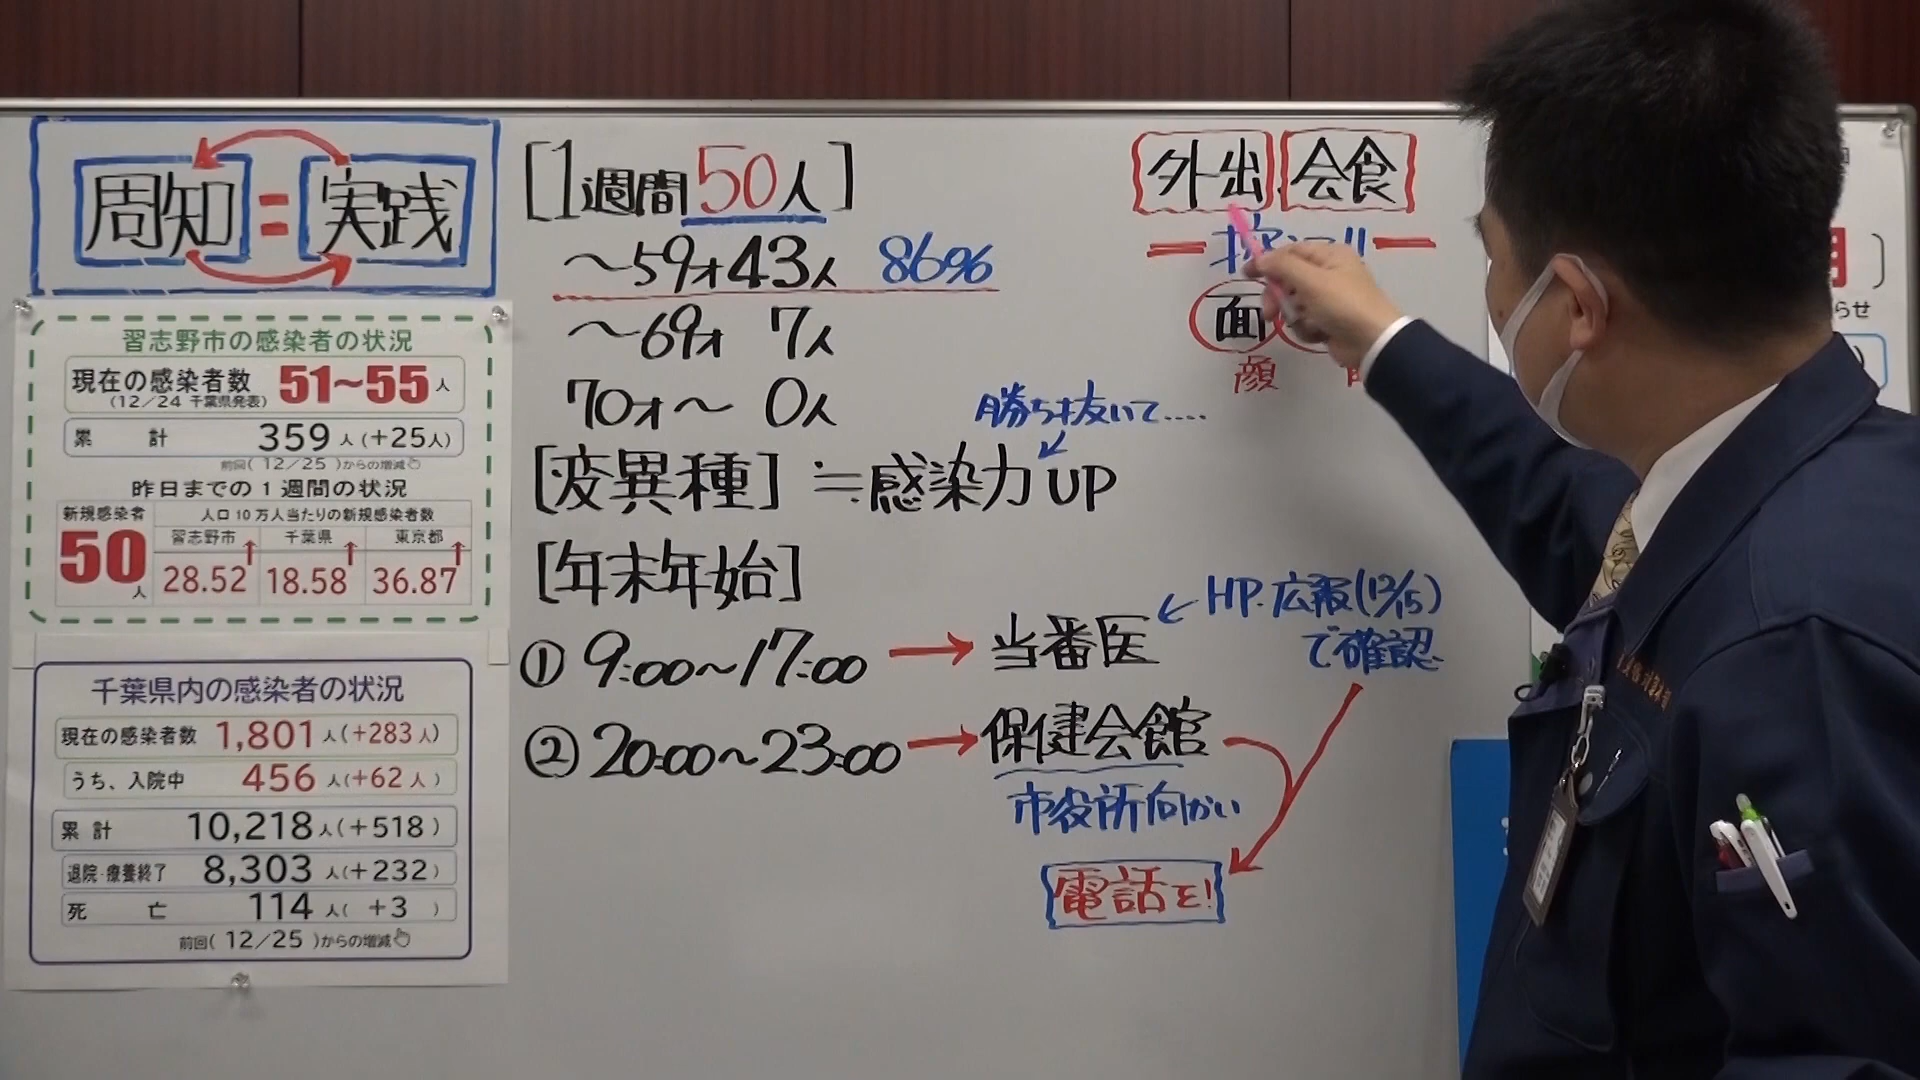 周知=実践
習志野市の感染者の状況
現在の感染者数 51~55人
(12/24 千葉県発表)
累計 359人(+25人)
前回(12/25)からの増減
昨日までの1週間の状況
新規感染者 50人
人口10万人当たりの新規感染者数
習志野市↑ 千葉県↑ 東京都↑
28.52 18.58 36.87
千葉県内の感染者の状況
現在の感染者数 1,801人(+283人)
うち、入院中 456人(+62人)
累計 10,218人(+518)
退院・療養終了 8,303人(+232)
死亡 114人(+3)
前回(12/25)からの増減
[1週間50人]
~59才43人 86%
~69才 7人
70才~ 0人
勝ち抜いて....
[変異種]≒感染力UP
[年末年始]
①9:00~17:00→当番医
HP.広報(12/15)
で確認
②20:00~23:00→保健会館
市役所向かい
電話を!
外出 会食
面
顔
らせ